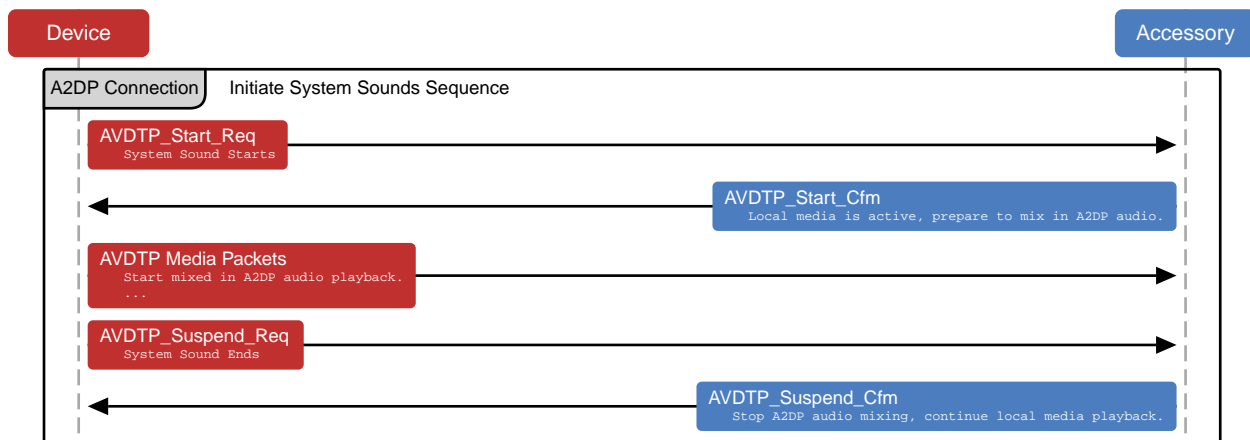 Device
Accessory
A2DP Connection
Initiate System Sounds Sequence
AVDTP_Start_Req
System Sound Starts
AVDTP_Start_Cfm
Local media is active, prepare to mix in A2DP audio.
AVDTP Media Packets
Start mixed in A2DP audio playback.
...
AVDTP_Suspend_Req
System Sound Ends
AVDTP_Suspend_Cfm
Stop A2DP audio mixing, continue local media playback.